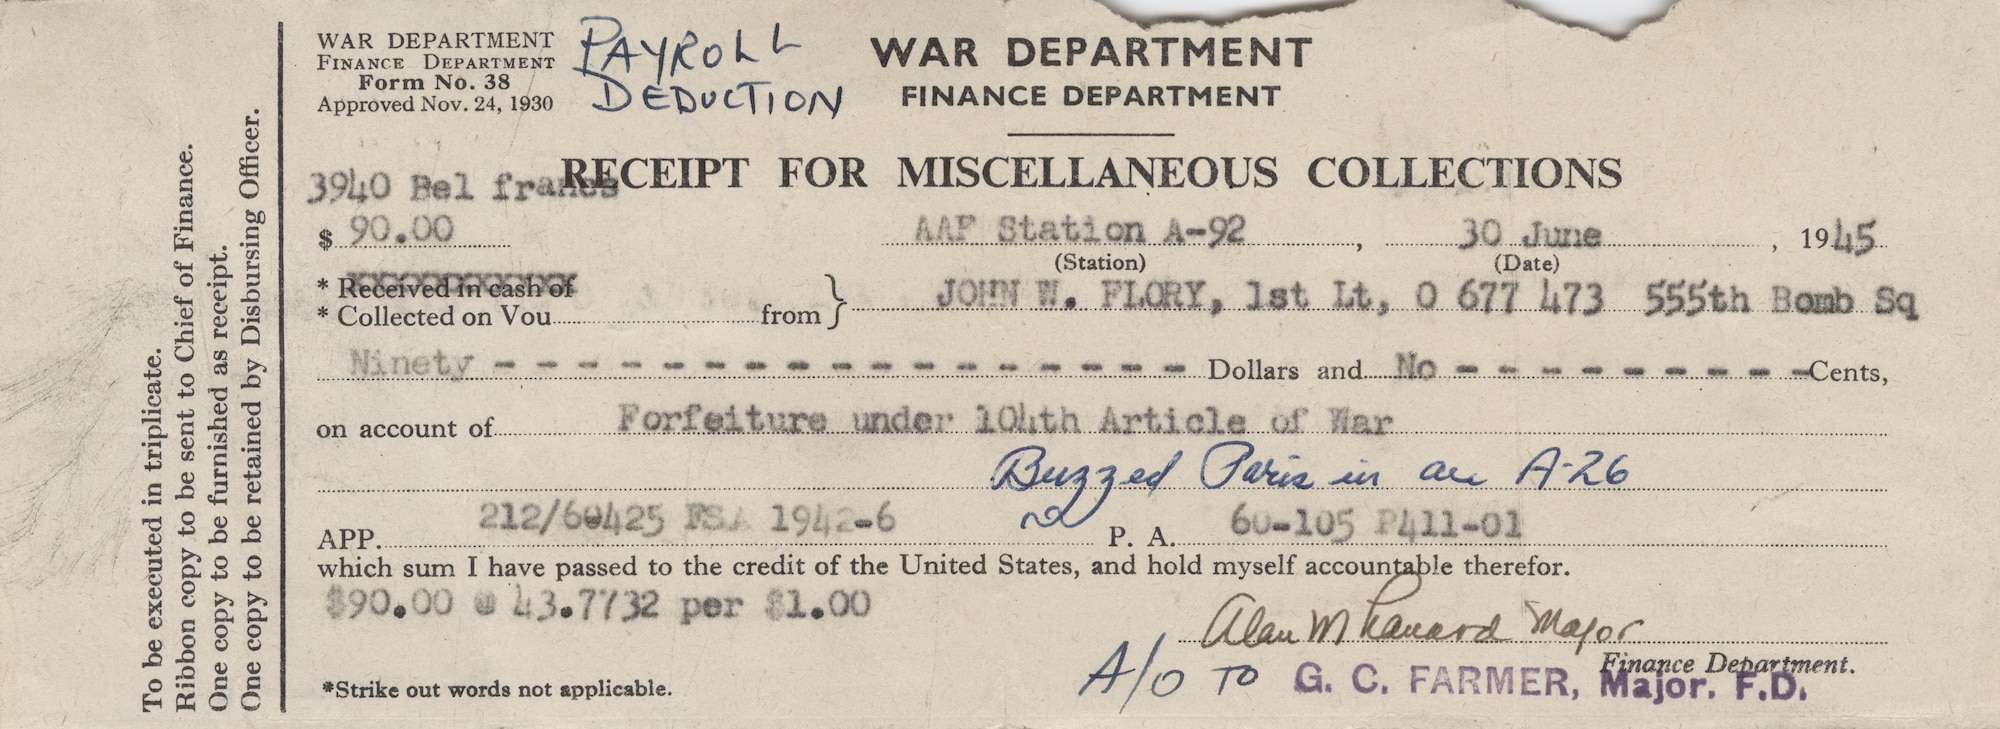 WAR DEPARTMENT
FINANCE DEPARTMENT
Form No. 38
Approved Nov. 24, 1930
PAYROLL
DEDUCTION
WAR DEPARTMENT
FINANCE DEPARTMENT
RECEIPT FOR MISCELLANEOUS COLLECTIONS
3940 Bel francs
$ 90.00 AAF Station A-92, 30 June, 1945
(Station) (Date)
* Received in cash of
* Collected on Vou. from } JOHN W. FLORY, 1st Lt, O 677 473 555th Bomb Sq
Ninety - - - - - - - - - - - - - - - - - - Dollars and No - - - - - - - - - Cents,
on account of Forfeiture under 104th Article of War
Buzzed Paris in an A-26
APP. 212/60425 FSA 1942-6 P. A. 60-105 P411-01
which sum I have passed to the credit of the United States, and hold myself accountable therefor.
$90.00 @ 43.7732 per $1.00
Alan M Major
Finance Department.
A/O TO G. C. FARMER, Major. F.D.
*Strike out words not applicable.
To be executed in triplicate.
Ribbon copy to be sent to Chief of Finance.
One copy to be furnished as receipt.
One copy to be retained by Disbursing Officer.